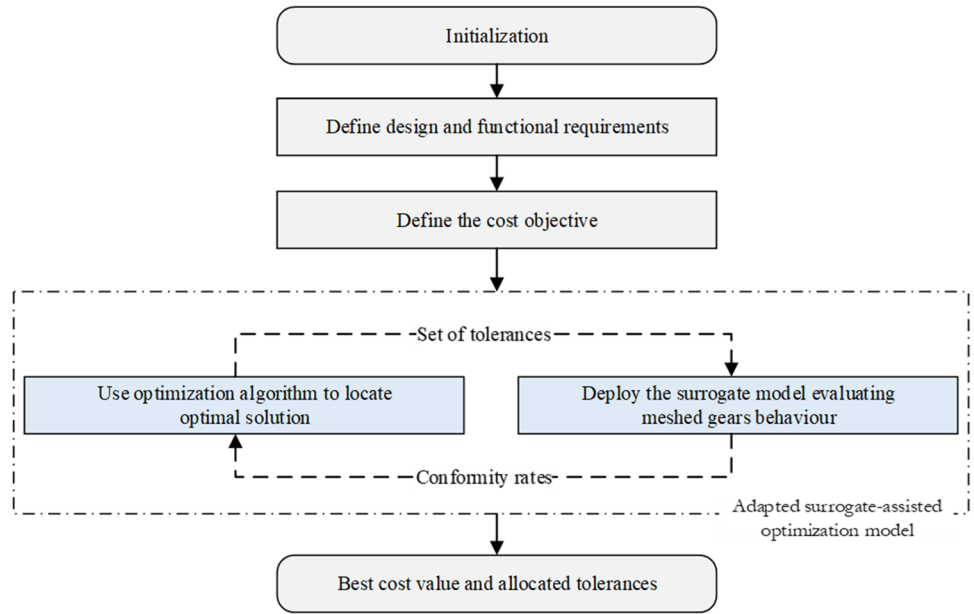 Initialization
Define design and functional requirements
Define the cost objective
Set of tolerances
Use optimization algorithm to locate
optimal solution
Deploy the surrogate model evaluating
meshed gears behaviour
Conformity rates
Adapted surrogate-assisted
optimization model
Best cost value and allocated tolerances